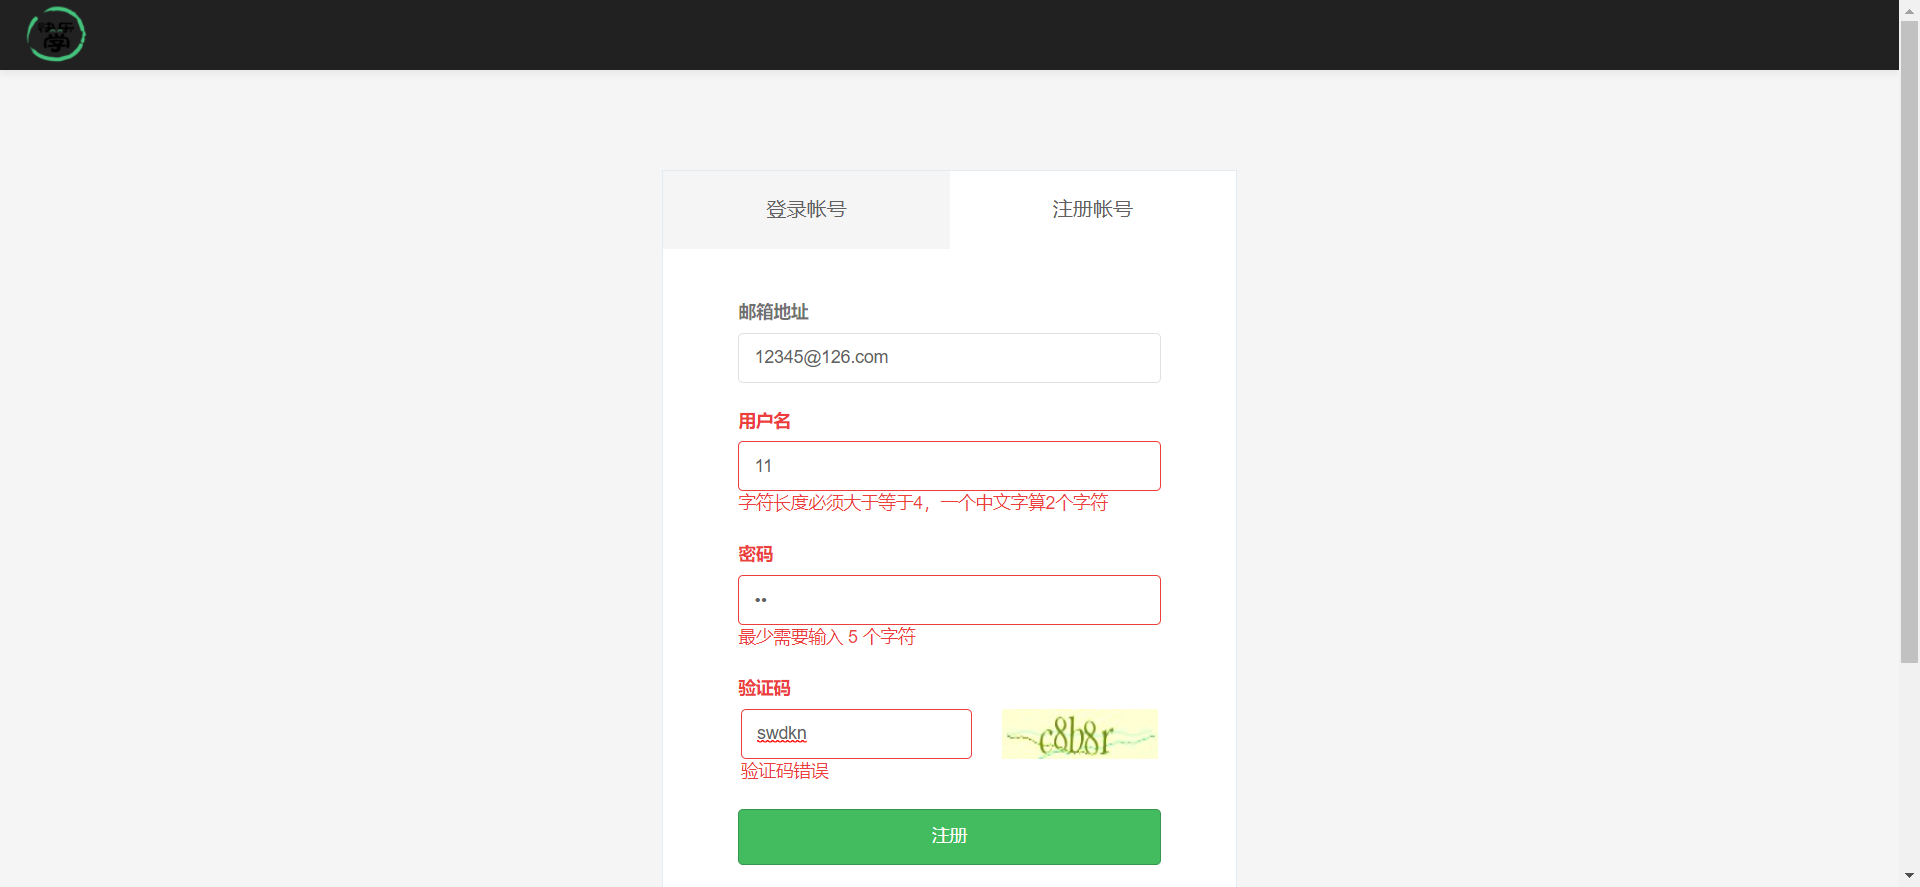 快乐
學
登录帐号
注册帐号
邮箱地址
12345@126.com
用户名
11
字符长度必须大于等于4，一个中文字算2个字符
密码
••
最少需要输入 5 个字符
验证码
swdkn
c8b8r
验证码错误
注册